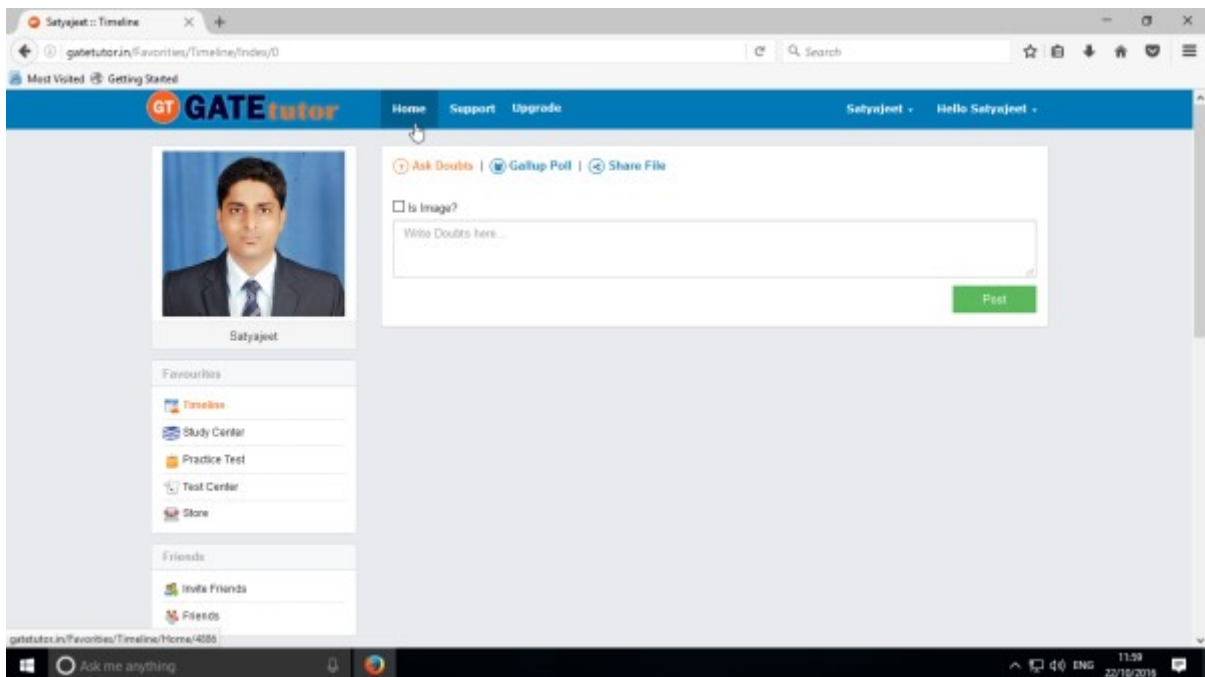 Satyajeet :: Timeline
gatetutor.in/Favorities/Timeline/Index/0
Search
Most Visited Getting Started
GT GATEtutor Home Support Upgrade Satyajeet Hello Satyajeet
Ask Doubts | Gallup Poll | Share File
Is Image?
Write Doubts here...
Post
Satyajeet
Favourites
Timeline
Study Center
Practice Test
Test Center
Store
Friends
Invite Friends
Friends
gatetutor.in/Favorities/Timeline/Home/4886
Ask me anything
ENG
11:59
22/10/2016